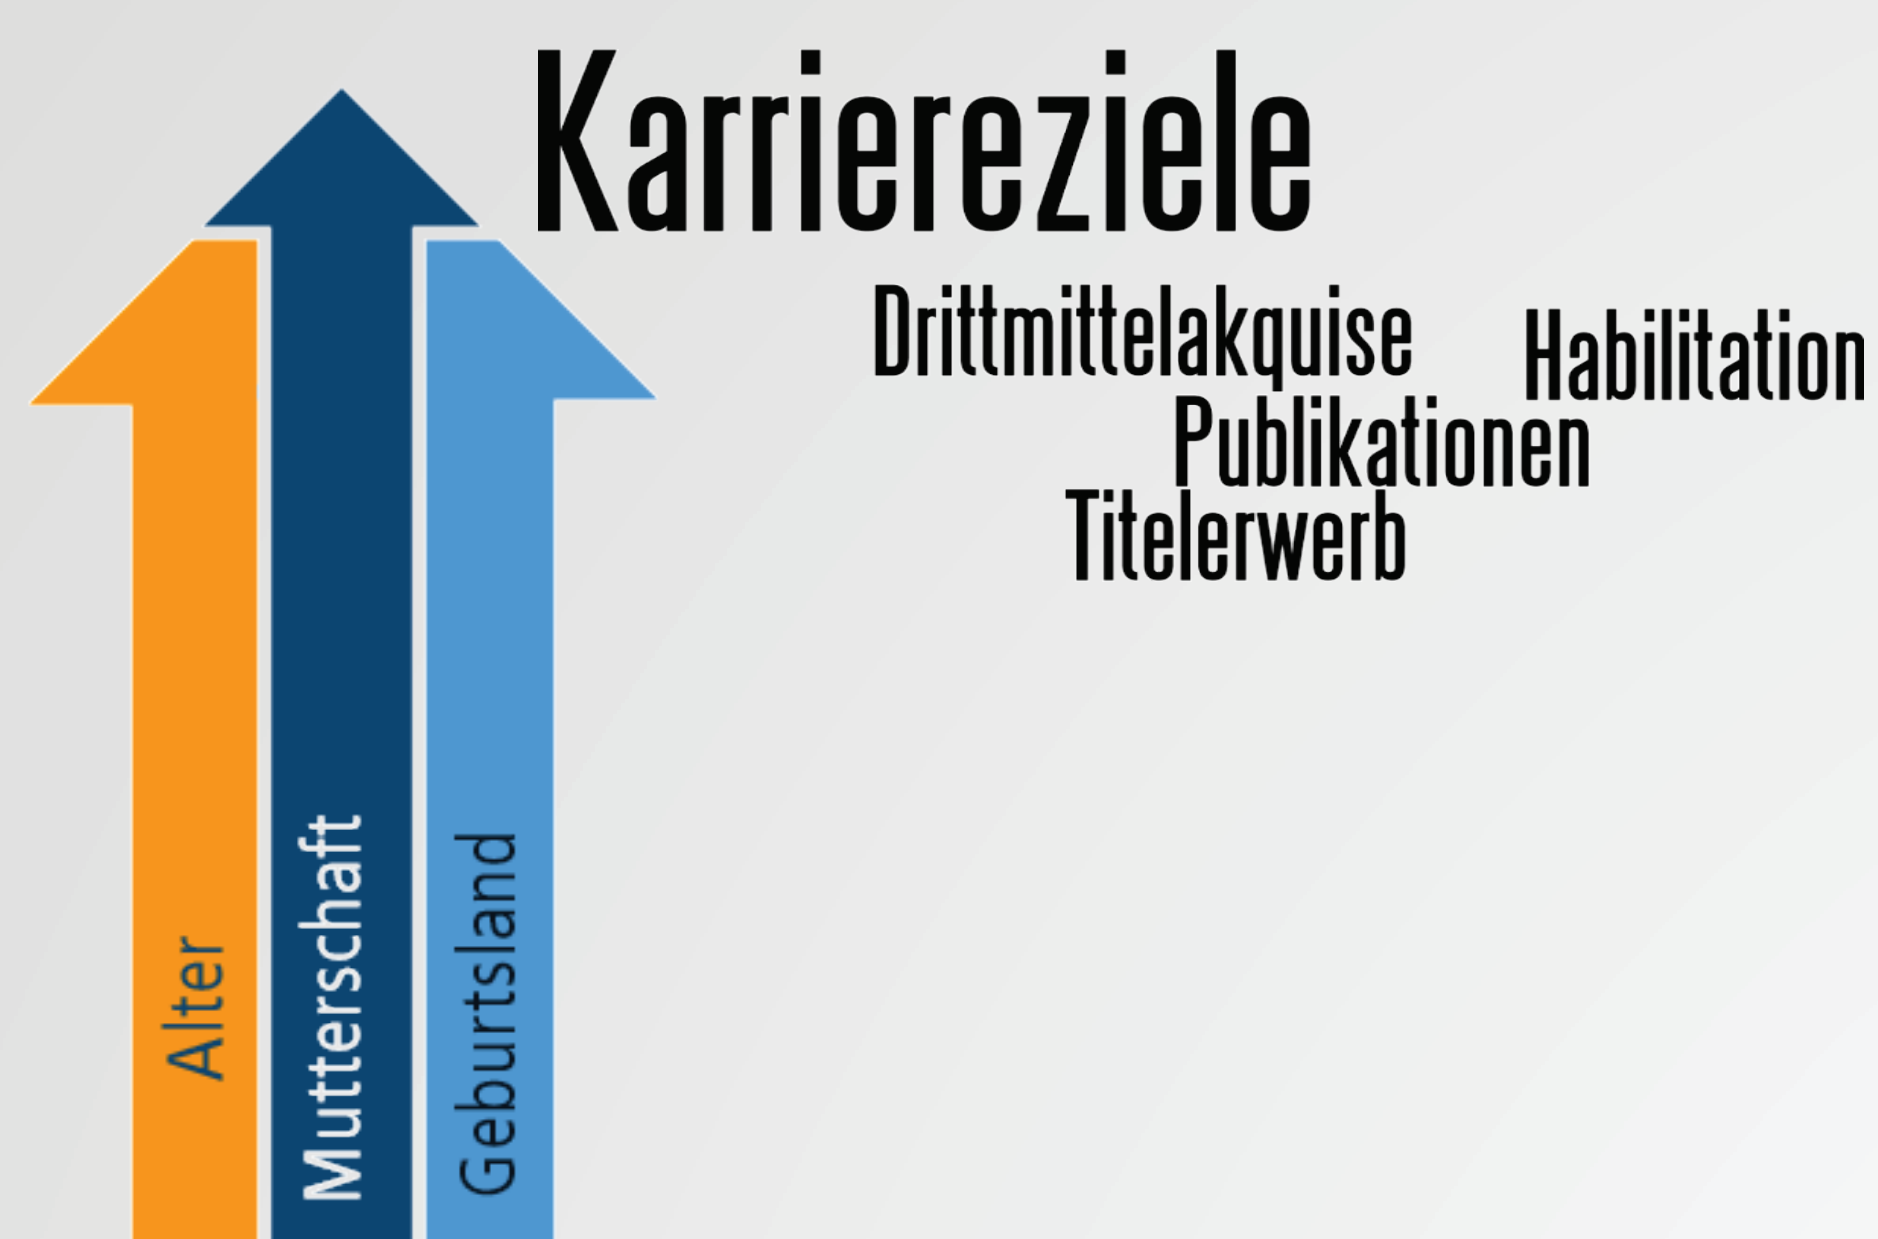 Karriereziele
Drittmittelakquise
Habilitation
Publikationen
Titelerwerb
Alter
Mutterschaft
Geburtsland